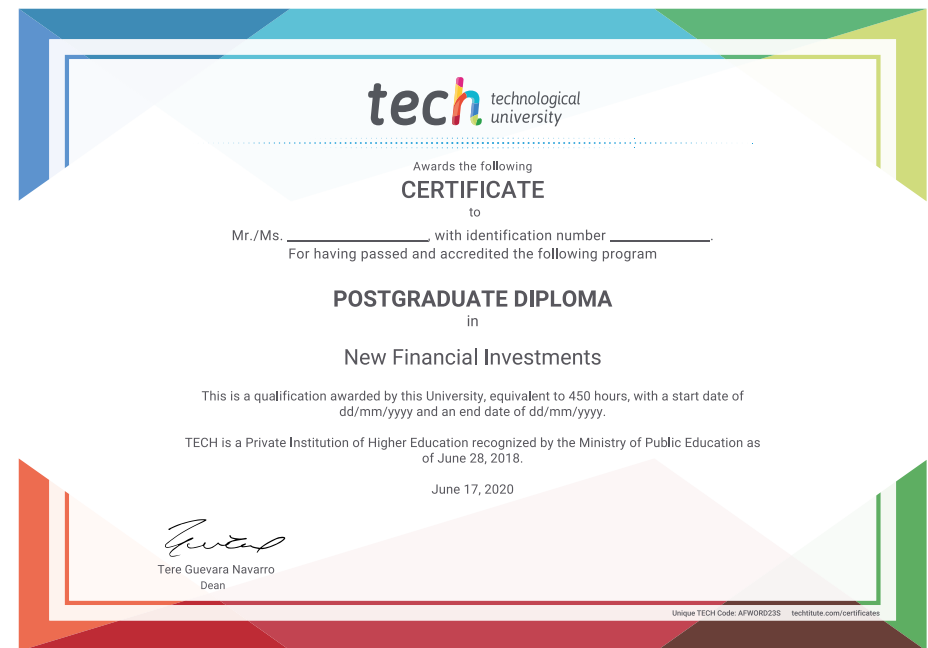 tech technological
university
Awards the following
CERTIFICATE
to
Mr./Ms. ____________________, with identification number ______________.
For having passed and accredited the following program
POSTGRADUATE DIPLOMA
in
New Financial Investments
This is a qualification awarded by this University, equivalent to 450 hours, with a start date of
dd/mm/yyyy and an end date of dd/mm/yyyy.
TECH is a Private Institution of Higher Education recognized by the Ministry of Public Education as
of June 28, 2018.
June 17, 2020
Tere Guevara Navarro
Dean
Unique TECH Code: AFWORD23S techtitute.com/certificates